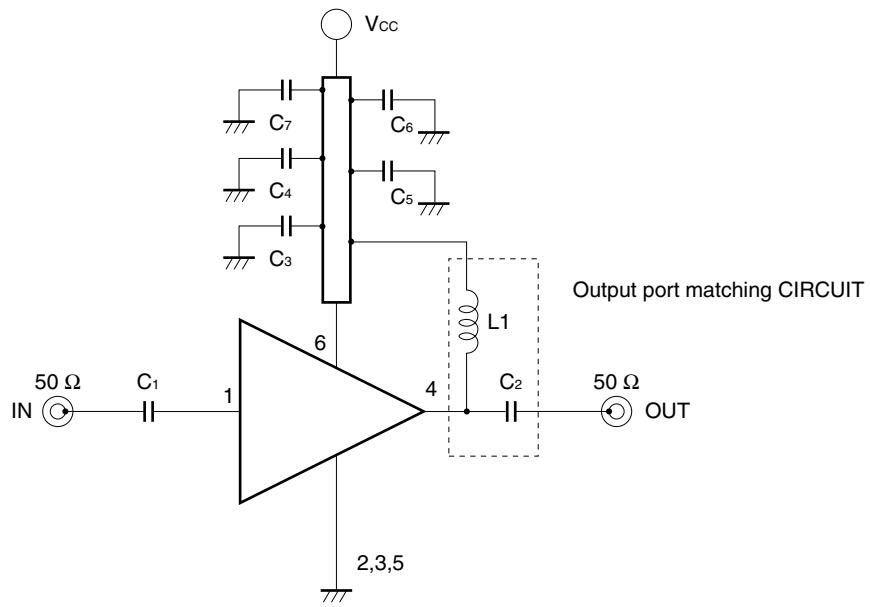 VCC
C7
C6
C4
C5
C3
Output port matching CIRCUIT
L1
6
50 Ω
C1
1
4
C2
50 Ω
IN
OUT
2,3,5